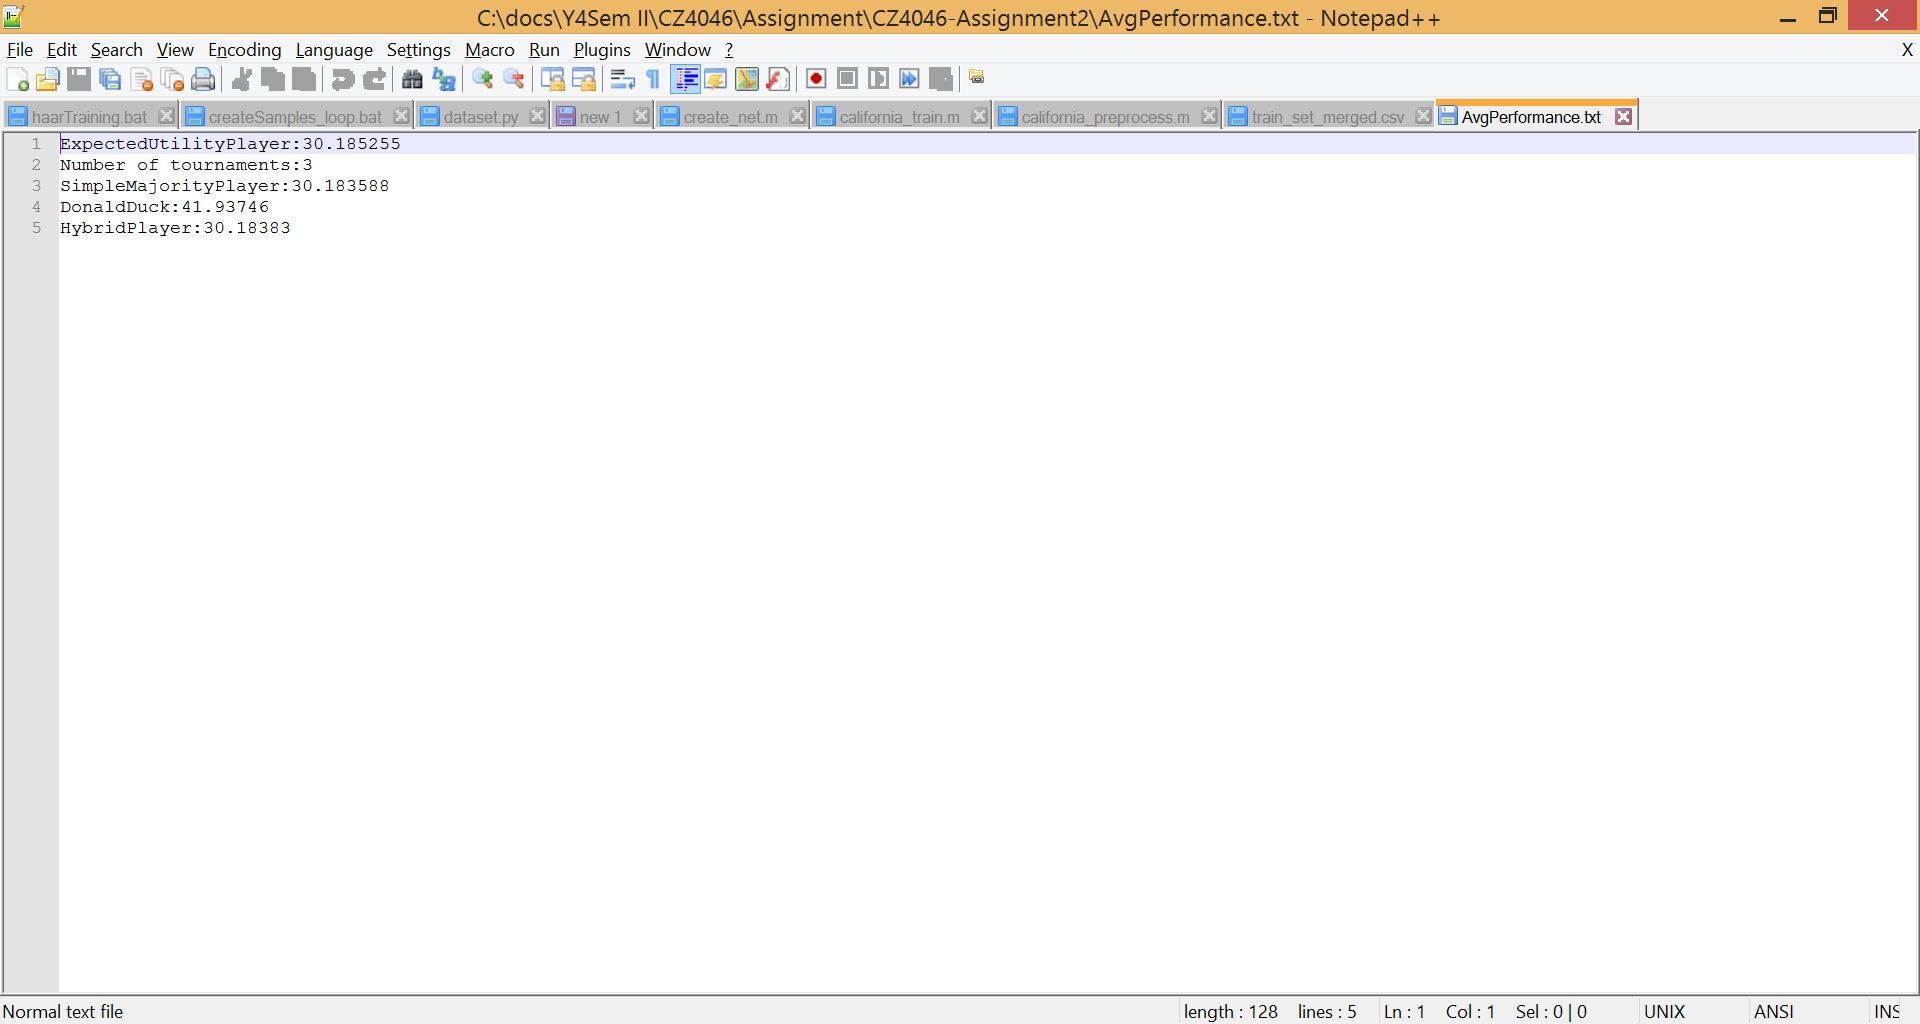 C:\docs\Y4Sem II\CZ4046\Assignment\CZ4046-Assignment2\AvgPerformance.txt - Notepad++
File Edit Search View Encoding Language Settings Macro Run Plugins Window ? X
haarTraining.bat createSamples_loop.bat dataset.py new 1 create_net.m california_train.m california_preprocess.m train_set_merged.csv AvgPerformance.txt
1 ExpectedUtilityPlayer:30.185255
2 Number of tournaments:3
3 SimpleMajorityPlayer:30.183588
4 DonaldDuck:41.93746
5 HybridPlayer:30.18383
Normal text file length : 128 lines : 5 Ln : 1 Col : 1 Sel : 0 | 0 UNIX ANSI INS